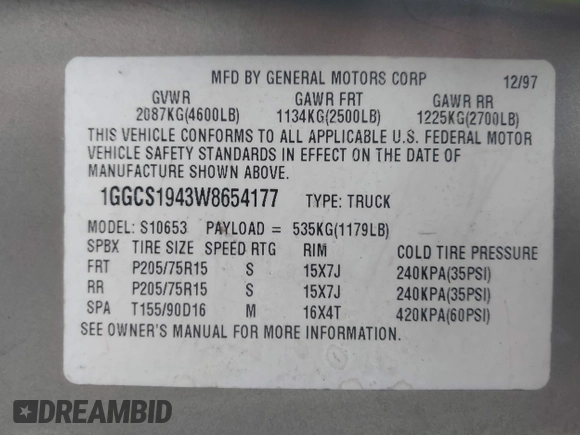 MFD BY GENERAL MOTORS CORP 12/97
GVWR GAWR FRT GAWR RR
2087KG(4600LB) 1134KG(2500LB) 1225KG(2700LB)
THIS VEHICLE CONFORMS TO ALL APPLICABLE U.S. FEDERAL MOTOR
VEHICLE SAFETY STANDARDS IN EFFECT ON THE DATE OF
MANUFACTURE SHOWN ABOVE.
1GGCS1943W8654177 TYPE: TRUCK
MODEL: S10653 PAYLOAD = 535KG(1179LB)
SPBX TIRE SIZE SPEED RTG RIM COLD TIRE PRESSURE
FRT P205/75R15 S 15X7J 240KPA(35PSI)
RR P205/75R15 S 15X7J 240KPA(35PSI)
SPA T155/90D16 M 16X4T 420KPA(60PSI)
SEE OWNER'S MANUAL FOR MORE INFORMATION.
DREAMBID